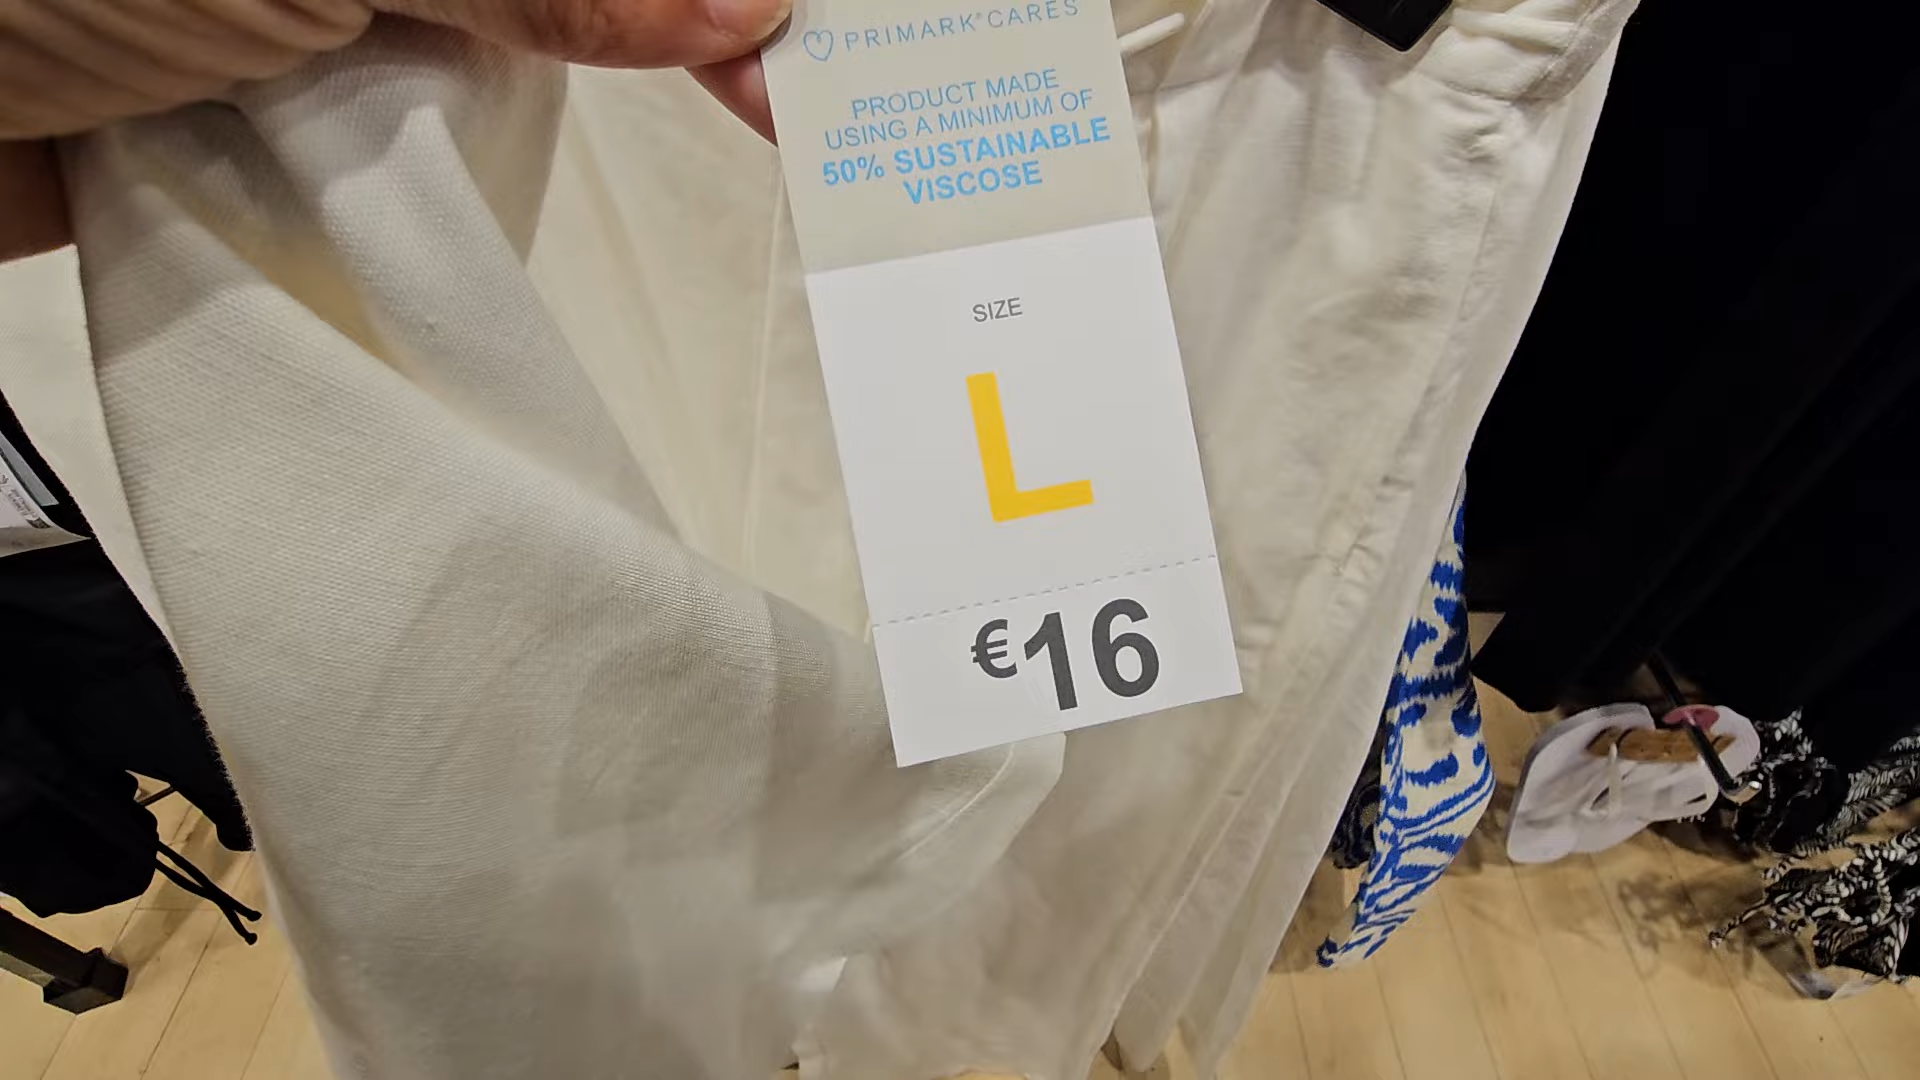 PRIMARK®CARES
PRODUCT MADE
USING A MINIMUM OF
50% SUSTAINABLE
VISCOSE
SIZE
L
€16